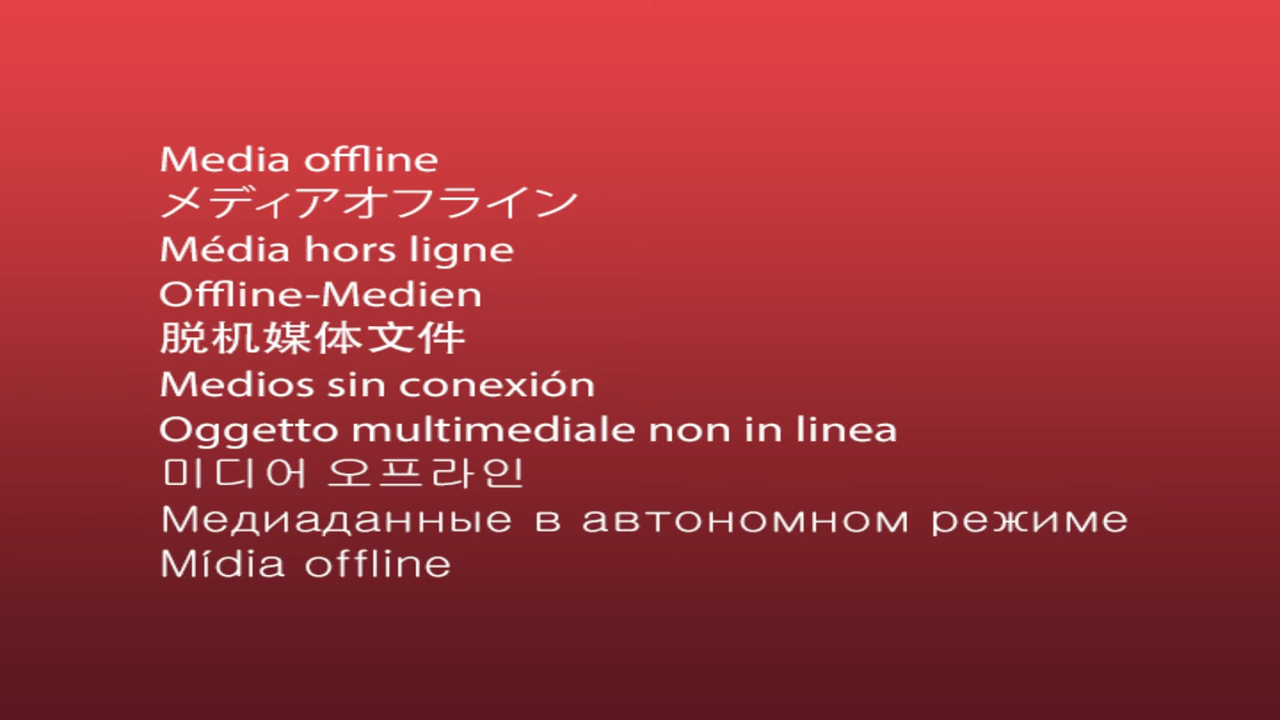 Media offline
メディアオフライン
Média hors ligne
Offline-Medien
脱机媒体文件
Medios sin conexión
Oggetto multimediale non in linea
미디어 오프라인
Медиаданные в автономном режиме
Mídia offline